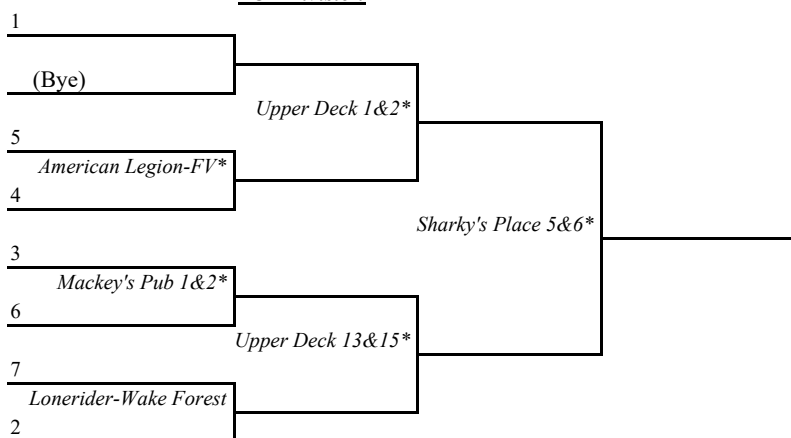 1
(Bye)
Upper Deck 1&2*
5
American Legion-FV*
4
Sharky's Place 5&6*
3
Mackey's Pub 1&2*
6
Upper Deck 13&15*
7
Lonerider-Wake Forest
2